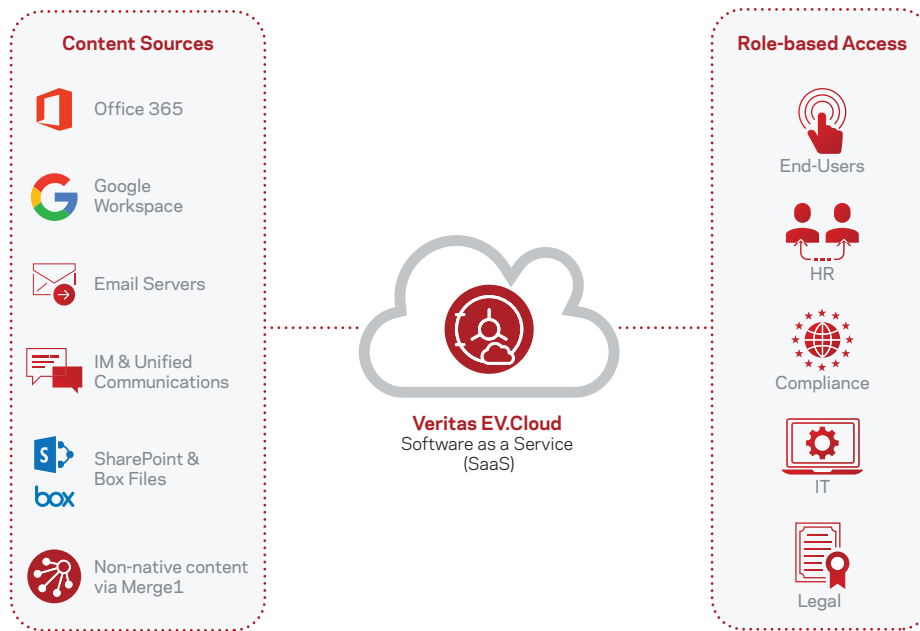 Content Sources
Office 365
Google
Workspace
Email Servers
IM & Unified
Communications
S
box
SharePoint &
Box Files
Non-native content
via Merge1
Veritas EV.Cloud
Software as a Service
(SaaS)
Role-based Access
End-Users
HR
Compliance
IT
Legal